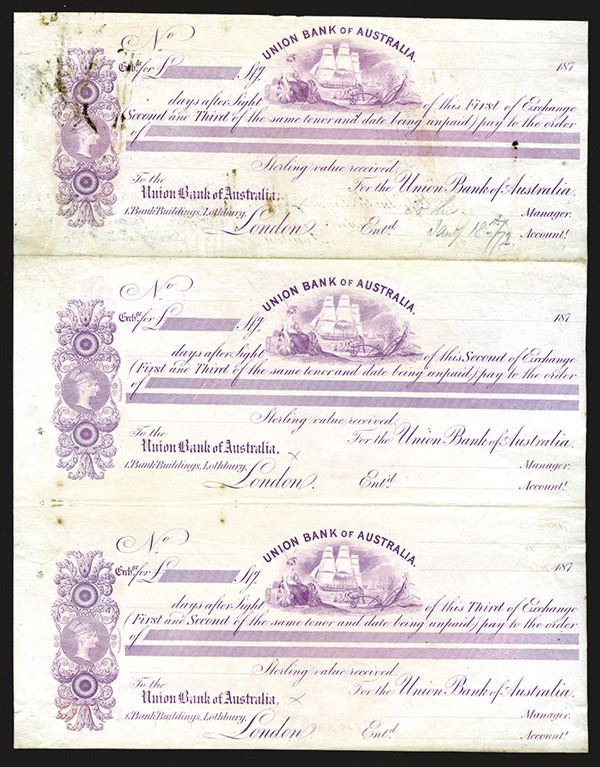 No
UNION BANK OF AUSTRALIA.
Exch. for £ Stg. 187
days after Sight of this First of Exchange
(Second and Third of the same tenor and date being unpaid) pay to the order
of
Sterling value received.
To the For the Union Bank of Australia.
Union Bank of Australia,
1, Bank Buildings, Lothbury, Manager.
London. Ent.d Account.t
Jany 18th/72
No
UNION BANK OF AUSTRALIA.
Exch. for £ Stg. 187
days after Sight of this Second of Exchange
(First and Third of the same tenor and date being unpaid) pay to the order
of
Sterling value received.
To the For the Union Bank of Australia.
Union Bank of Australia, x
1, Bank Buildings, Lothbury, Manager.
London. Ent.d Account.t
No
UNION BANK OF AUSTRALIA.
Exch. for £ Stg. 187
days after Sight of this Third of Exchange
(First and Second of the same tenor and date being unpaid) pay to the order
of
Sterling value received.
To the For the Union Bank of Australia.
Union Bank of Australia, x
1, Bank Buildings, Lothbury, Manager.
London. Ent.d Account.t